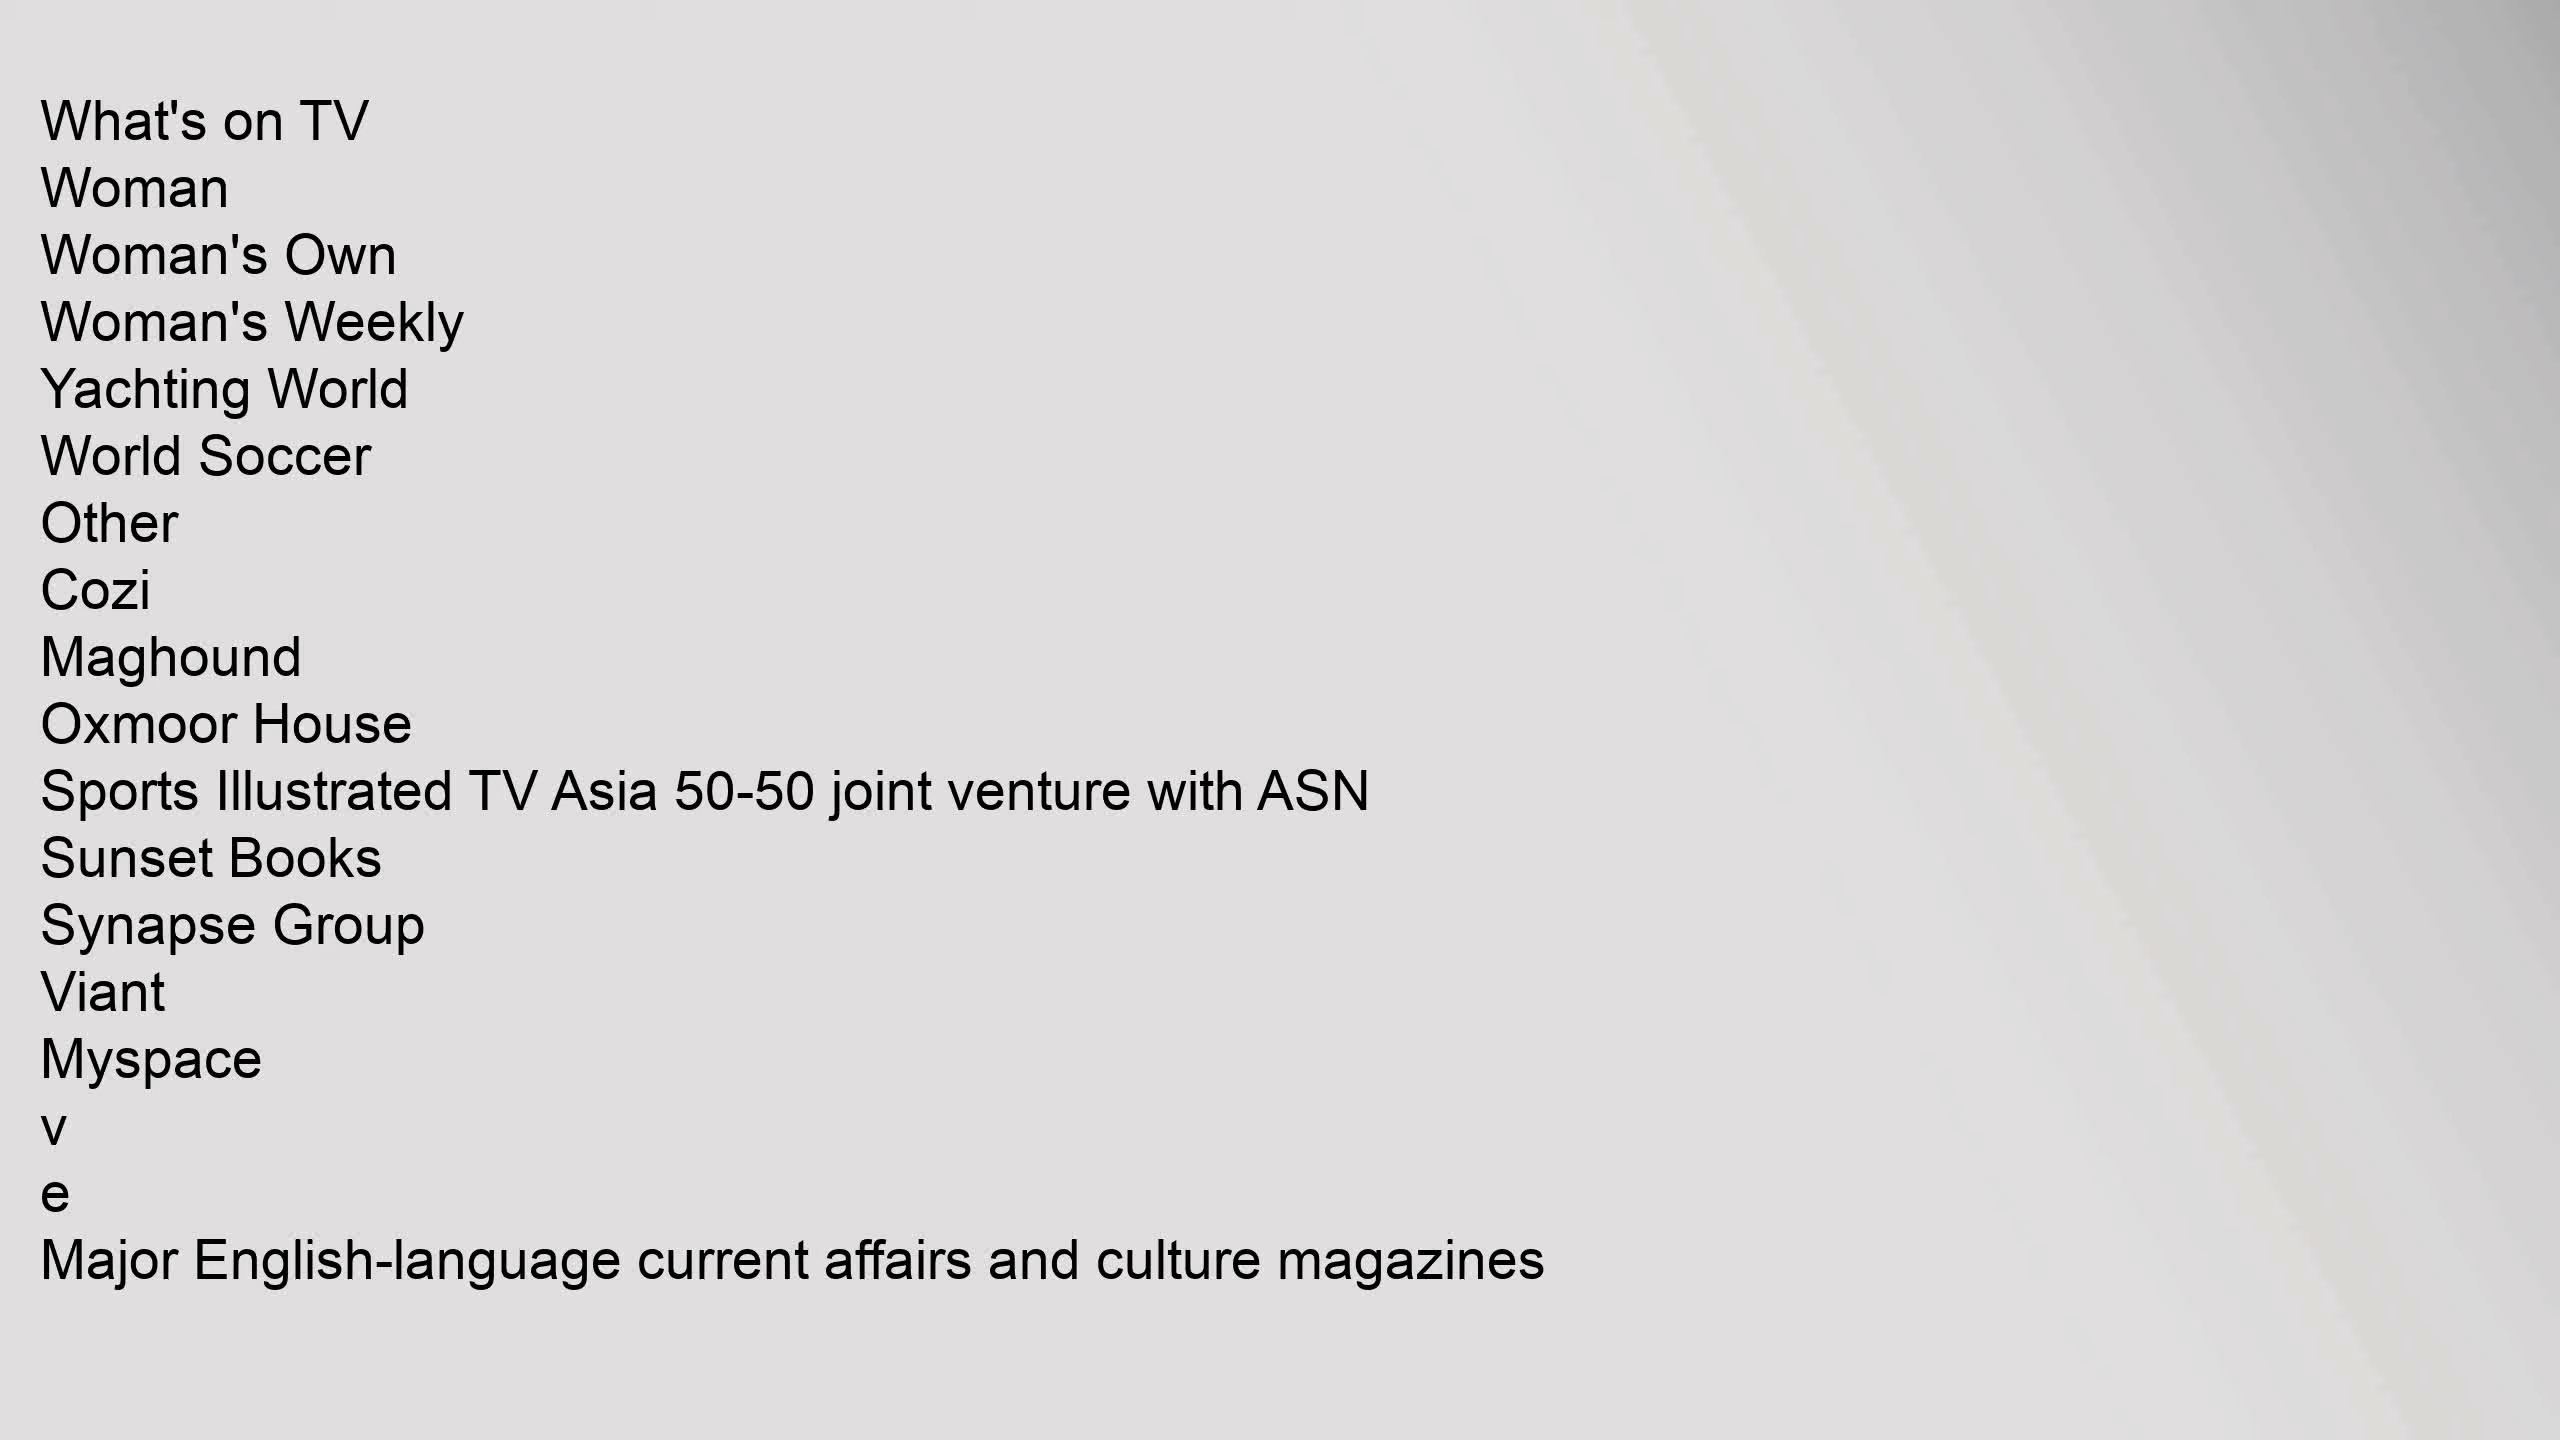 What's on TV
Woman
Woman's Own
Woman's Weekly
Yachting World
World Soccer
Other
Cozi
Maghound
Oxmoor House
Sports Illustrated TV Asia 50-50 joint venture with ASN
Sunset Books
Synapse Group
Viant
Myspace
v
e
Major English-language current affairs and culture magazines